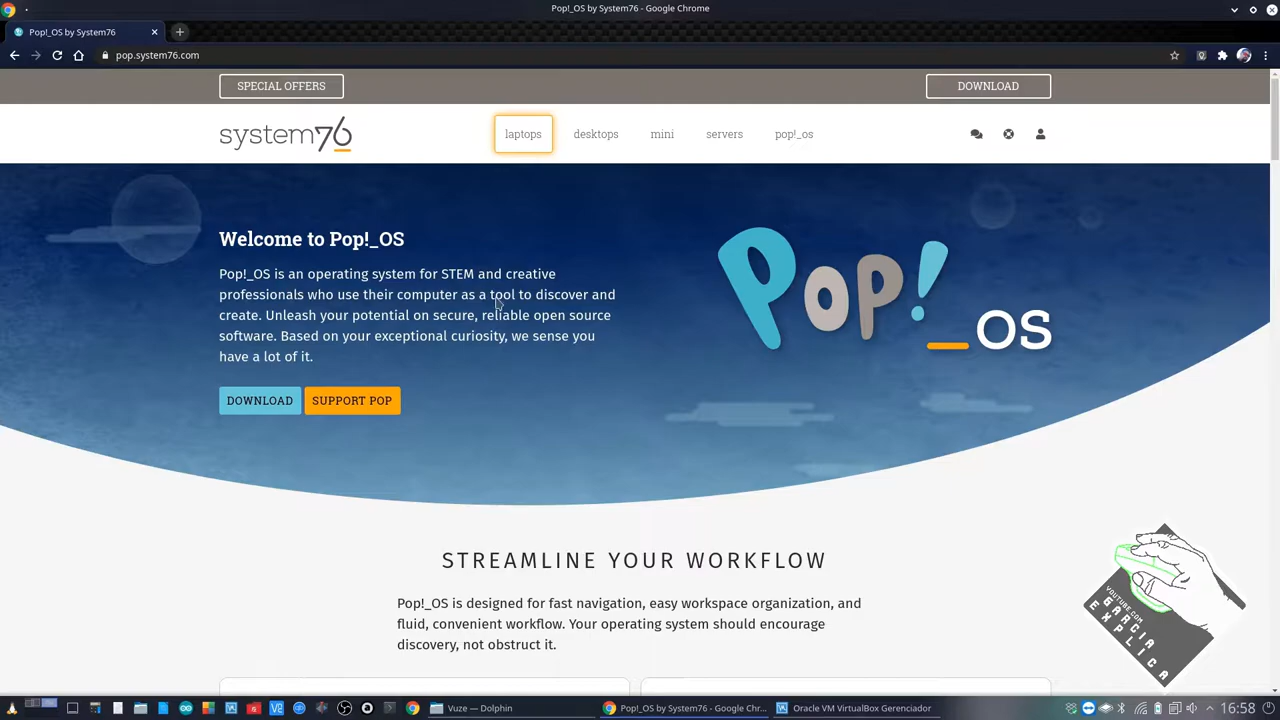 Pop!_OS by System76 - Google Chrome
Pop!_OS by System76
pop.system76.com
SPECIAL OFFERS
DOWNLOAD
system76
laptops
desktops
mini
servers
pop!_os
Welcome to Pop!_OS
Pop!_OS is an operating system for STEM and creative
professionals who use their computer as a tool to discover and
create. Unleash your potential on secure, reliable open source
software. Based on your exceptional curiosity, we sense you
have a lot of it.
DOWNLOAD
SUPPORT POP
Pop!_OS
STREAMLINE YOUR WORKFLOW
Pop!_OS is designed for fast navigation, easy workspace organization, and
fluid, convenient workflow. Your operating system should encourage
discovery, not obstruct it.
YOUTUBE.COM
GARCIA
EXPLICA
Vuze — Dolphin
Pop!_OS by System76 - Google Chr...
Oracle VM VirtualBox Gerenciador
16:58